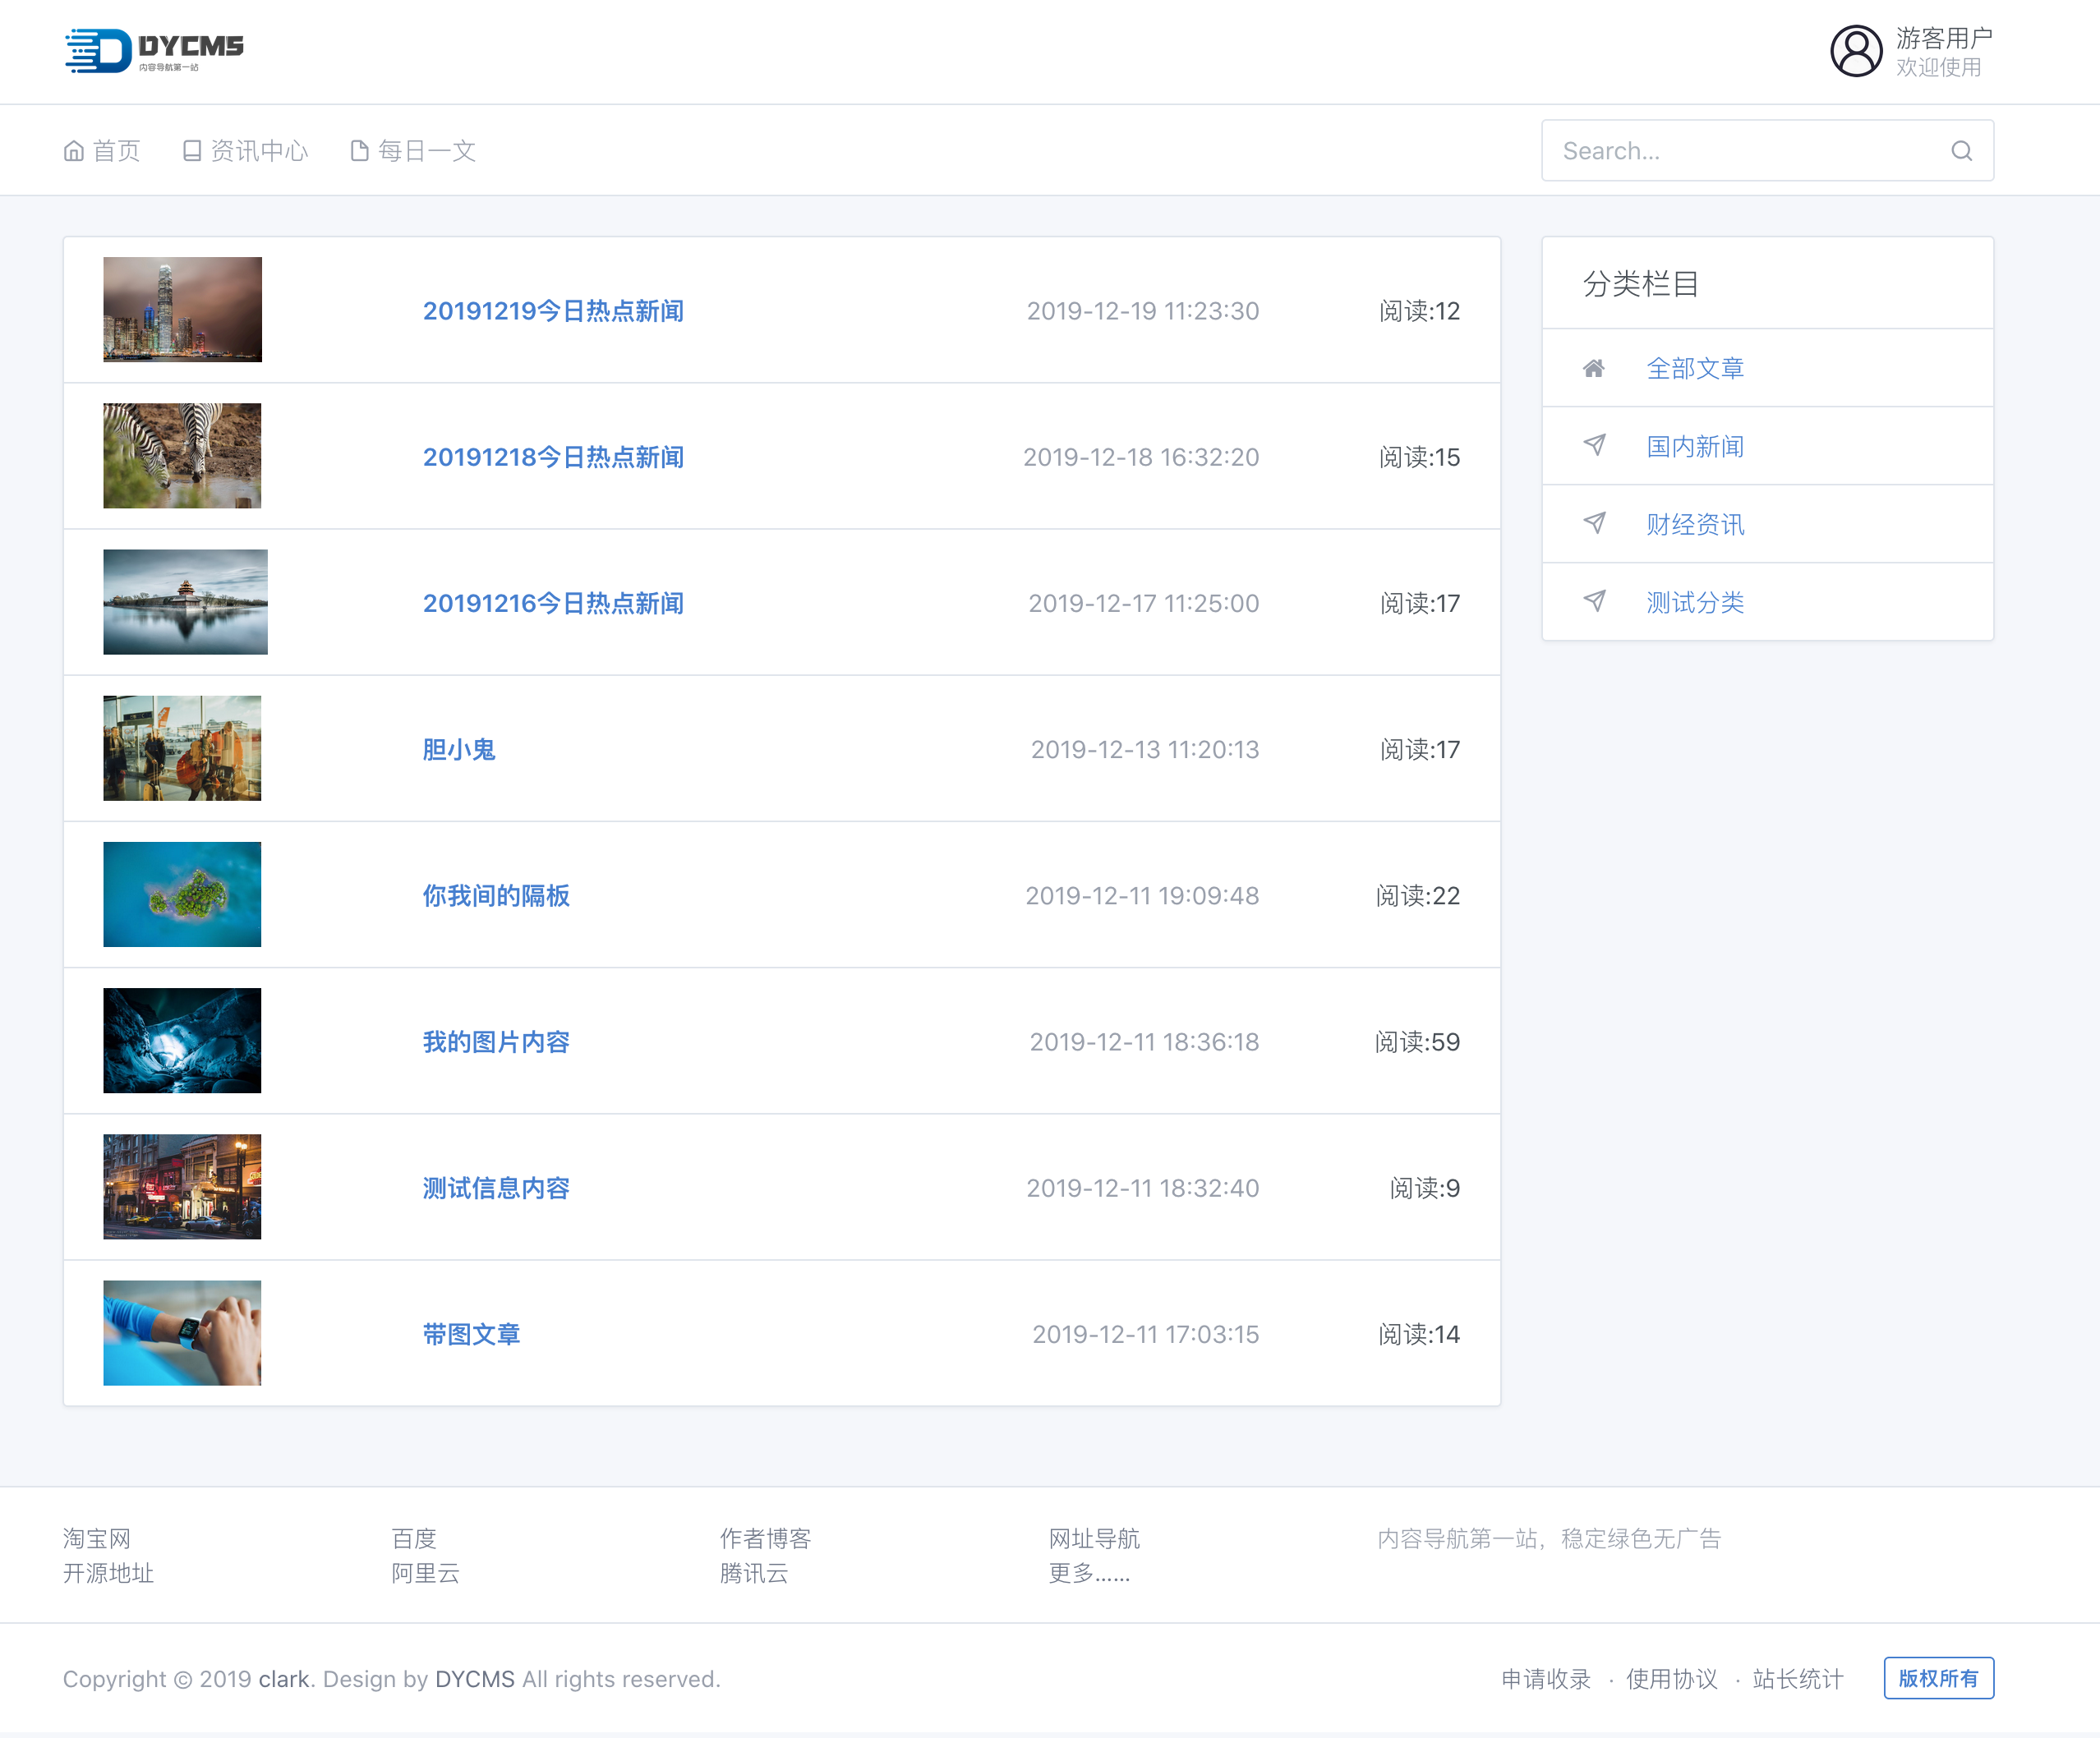 DYCMS
内容导航第一站
游客用户
欢迎使用
首页 资讯中心 每日一文
Search...
20191219今日热点新闻 2019-12-19 11:23:30 阅读:12
20191218今日热点新闻 2019-12-18 16:32:20 阅读:15
20191216今日热点新闻 2019-12-17 11:25:00 阅读:17
胆小鬼 2019-12-13 11:20:13 阅读:17
你我间的隔板 2019-12-11 19:09:48 阅读:22
我的图片内容 2019-12-11 18:36:18 阅读:59
测试信息内容 2019-12-11 18:32:40 阅读:9
带图文章 2019-12-11 17:03:15 阅读:14
分类栏目
全部文章
国内新闻
财经资讯
测试分类
淘宝网 百度 作者博客 网址导航 内容导航第一站，稳定绿色无广告
开源地址 阿里云 腾讯云 更多......
Copyright © 2019 clark. Design by DYCMS All rights reserved.
申请收录 · 使用协议 · 站长统计 版权所有